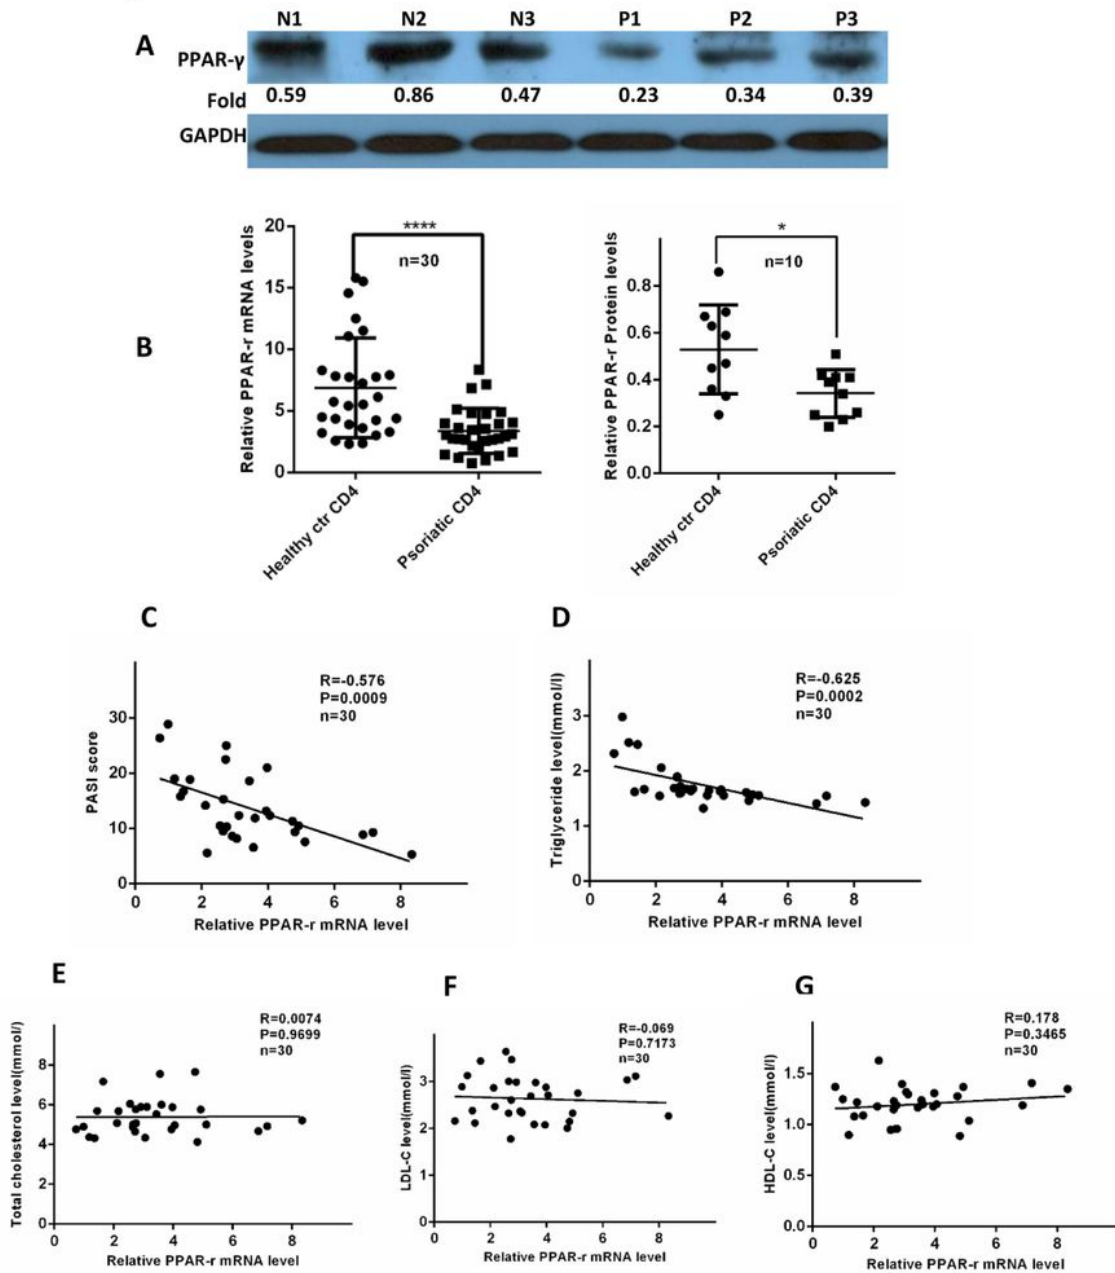 A
N1 N2 N3 P1 P2 P3
PPAR-γ
Fold 0.59 0.86 0.47 0.23 0.34 0.39
GAPDH
B
Relative PPAR-r mRNA levels
20
15
10
5
0
****
n=30
Healthy ctr CD4
Psoriatic CD4
Relative PPAR-r Protein levels
0.8
0.6
0.4
0.2
0.0
*
n=10
Healthy ctr CD4
Psoriatic CD4
C
R=-0.576
P=0.0009
n=30
PASI score
30
20
10
0
0 2 4 6 8
Relative PPAR-r mRNA level
D
R=-0.625
P=0.0002
n=30
Triglyceride level(mmol/l)
3
2
1
0
0 2 4 6 8
Relative PPAR-r mRNA level
E
R=0.0074
P=0.9699
n=30
Total cholesterol level(mmol/)
8
6
4
2
0
0 2 4 6 8
Relative PPAR-r mRNA level
F
R=-0.069
P=0.7173
n=30
LDL-C level(mmol/l)
3
2
1
0
0 2 4 6 8
Relative PPAR-r mRNA level
G
R=0.178
P=0.3465
n=30
HDL-C level(mmol/l)
1.5
1.0
0.5
0.0
0 2 4 6 8
Relative PPAR-r mRNA level